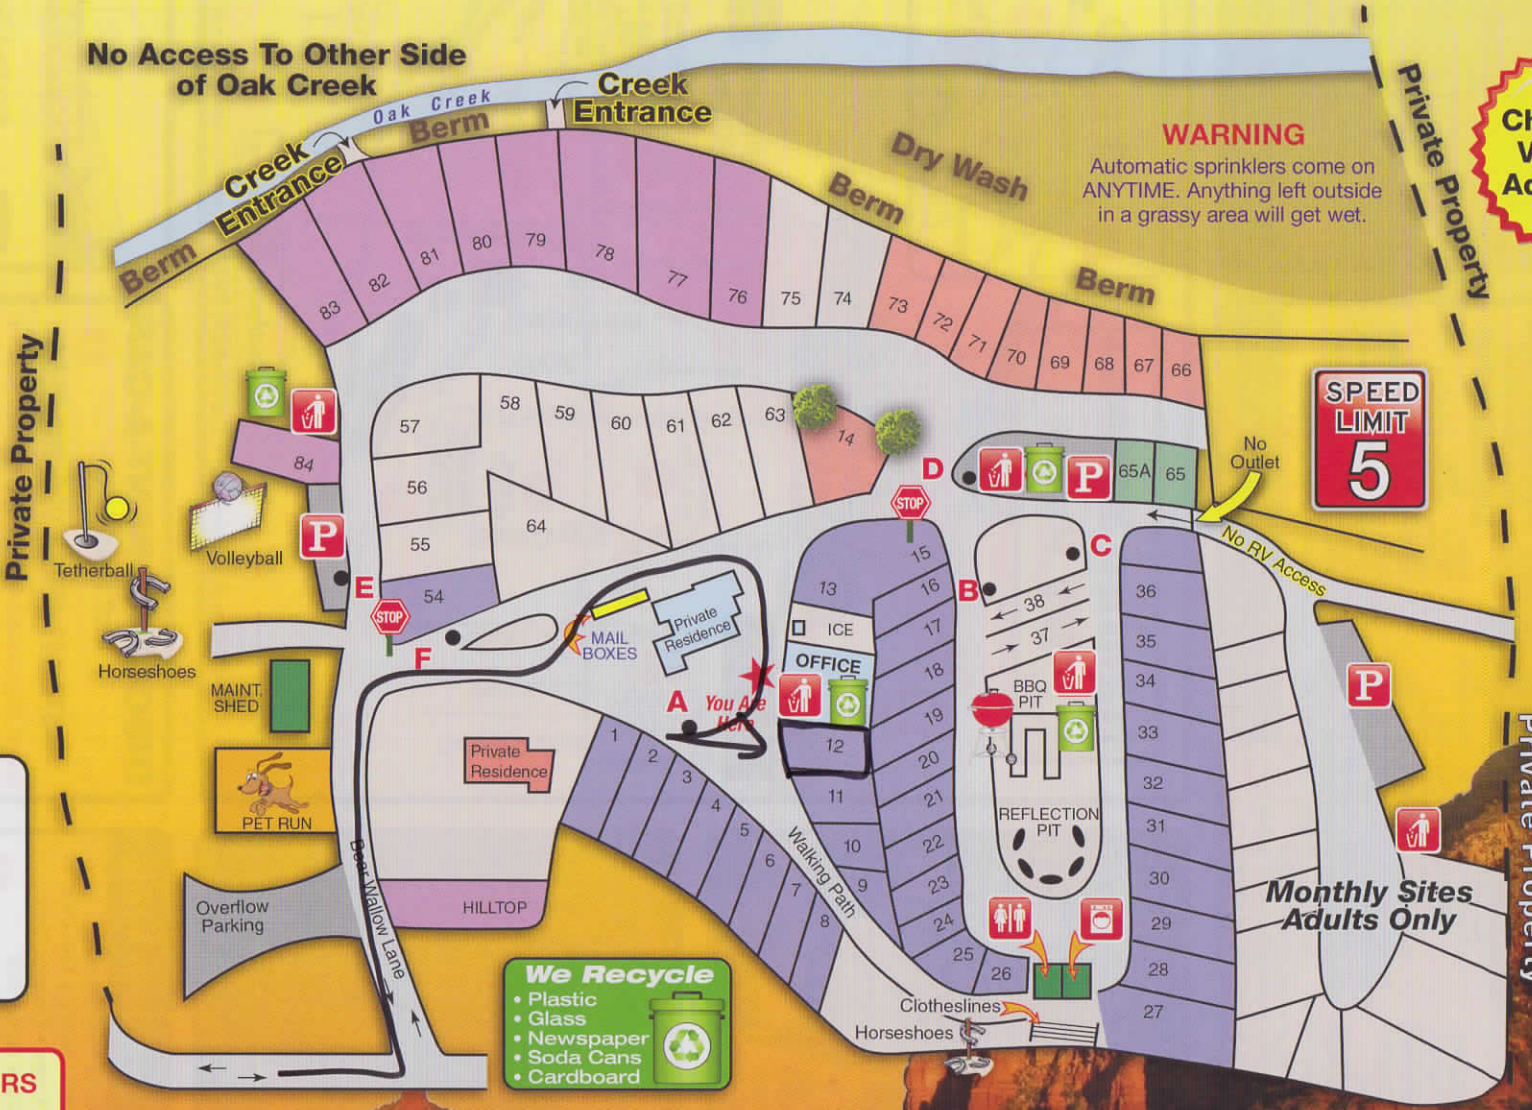 No Access To Other Side
of Oak Creek
Oak Creek
Creek
Entrance
Berm
Creek
Entrance
Berm
Dry Wash
Berm
Berm
WARNING
Automatic sprinklers come on
ANYTIME. Anything left outside
in a grassy area will get wet.
Private Property
Private Property
Private Property
SPEED
LIMIT
5
No
Outlet
No RV Access
83
82
81
80
79
78
77
76
75
74
73
72
71
70
69
68
67
66
57
58
59
60
61
62
63
14
56
55
54
64
84
P
Volleyball
Tetherball
Horseshoes
E
STOP
F
MAINT.
SHED
PET RUN
Overflow
Parking
Bear Wallow Lane
HILLTOP
Private
Residence
MAIL
BOXES
Private
Residence
A
You Are
Here
D
STOP
P
65A
65
C
B
13
ICE
OFFICE
12
11
10
9
15
16
17
18
19
20
21
22
23
24
25
26
38
37
BBQ
PIT
REFLECTION
PIT
36
35
34
33
32
31
30
29
28
27
P
Monthly Sites
Adults Only
1
2
3
4
5
6
7
8
Walking Path
Clotheslines
Horseshoes
We Recycle
• Plastic
• Glass
• Newspaper
• Soda Cans
• Cardboard
RS